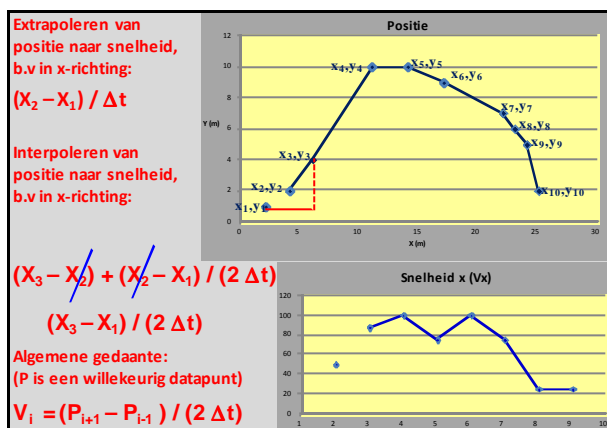 Extrapoleren van
positie naar snelheid,
b.v in x-richting:
(X₂ – X₁) / Δt
Interpoleren van
positie naar snelheid,
b.v in x-richting:
(X₃ – X₂) + (X₂ – X₁) / (2 Δt)
(X₃ – X₁) / (2 Δt)
Algemene gedaante:
(P is een willekeurig datapunt)
Vᵢ = (Pᵢ₊₁ – Pᵢ₋₁ ) / (2 Δt)
Positie
Y (m)
12
10
8
6
4
2
0
x₁,y₁
x₂,y₂
x₃,y₃
x₄,y₄
x₅,y₅
x₆,y₆
x₇,y₇
x₈,y₈
x₉,y₉
x₁₀,y₁₀
0 5 10 15 20 25 30
X (m)
Snelheid x (Vx)
120
100
80
60
40
20
0
1 2 3 4 5 6 7 8 9 10